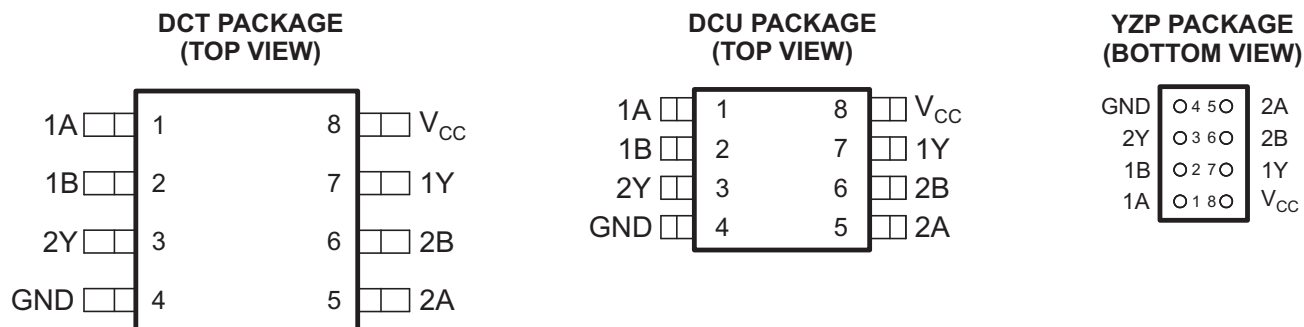 DCT PACKAGE
(TOP VIEW)
1A 1 8 VCC
1B 2 7 1Y
2Y 3 6 2B
GND 4 5 2A
DCU PACKAGE
(TOP VIEW)
1A 1 8 VCC
1B 2 7 1Y
2Y 3 6 2B
GND 4 5 2A
YZP PACKAGE
(BOTTOM VIEW)
GND 4 5 2A
2Y 3 6 2B
1B 2 7 1Y
1A 1 8 VCC